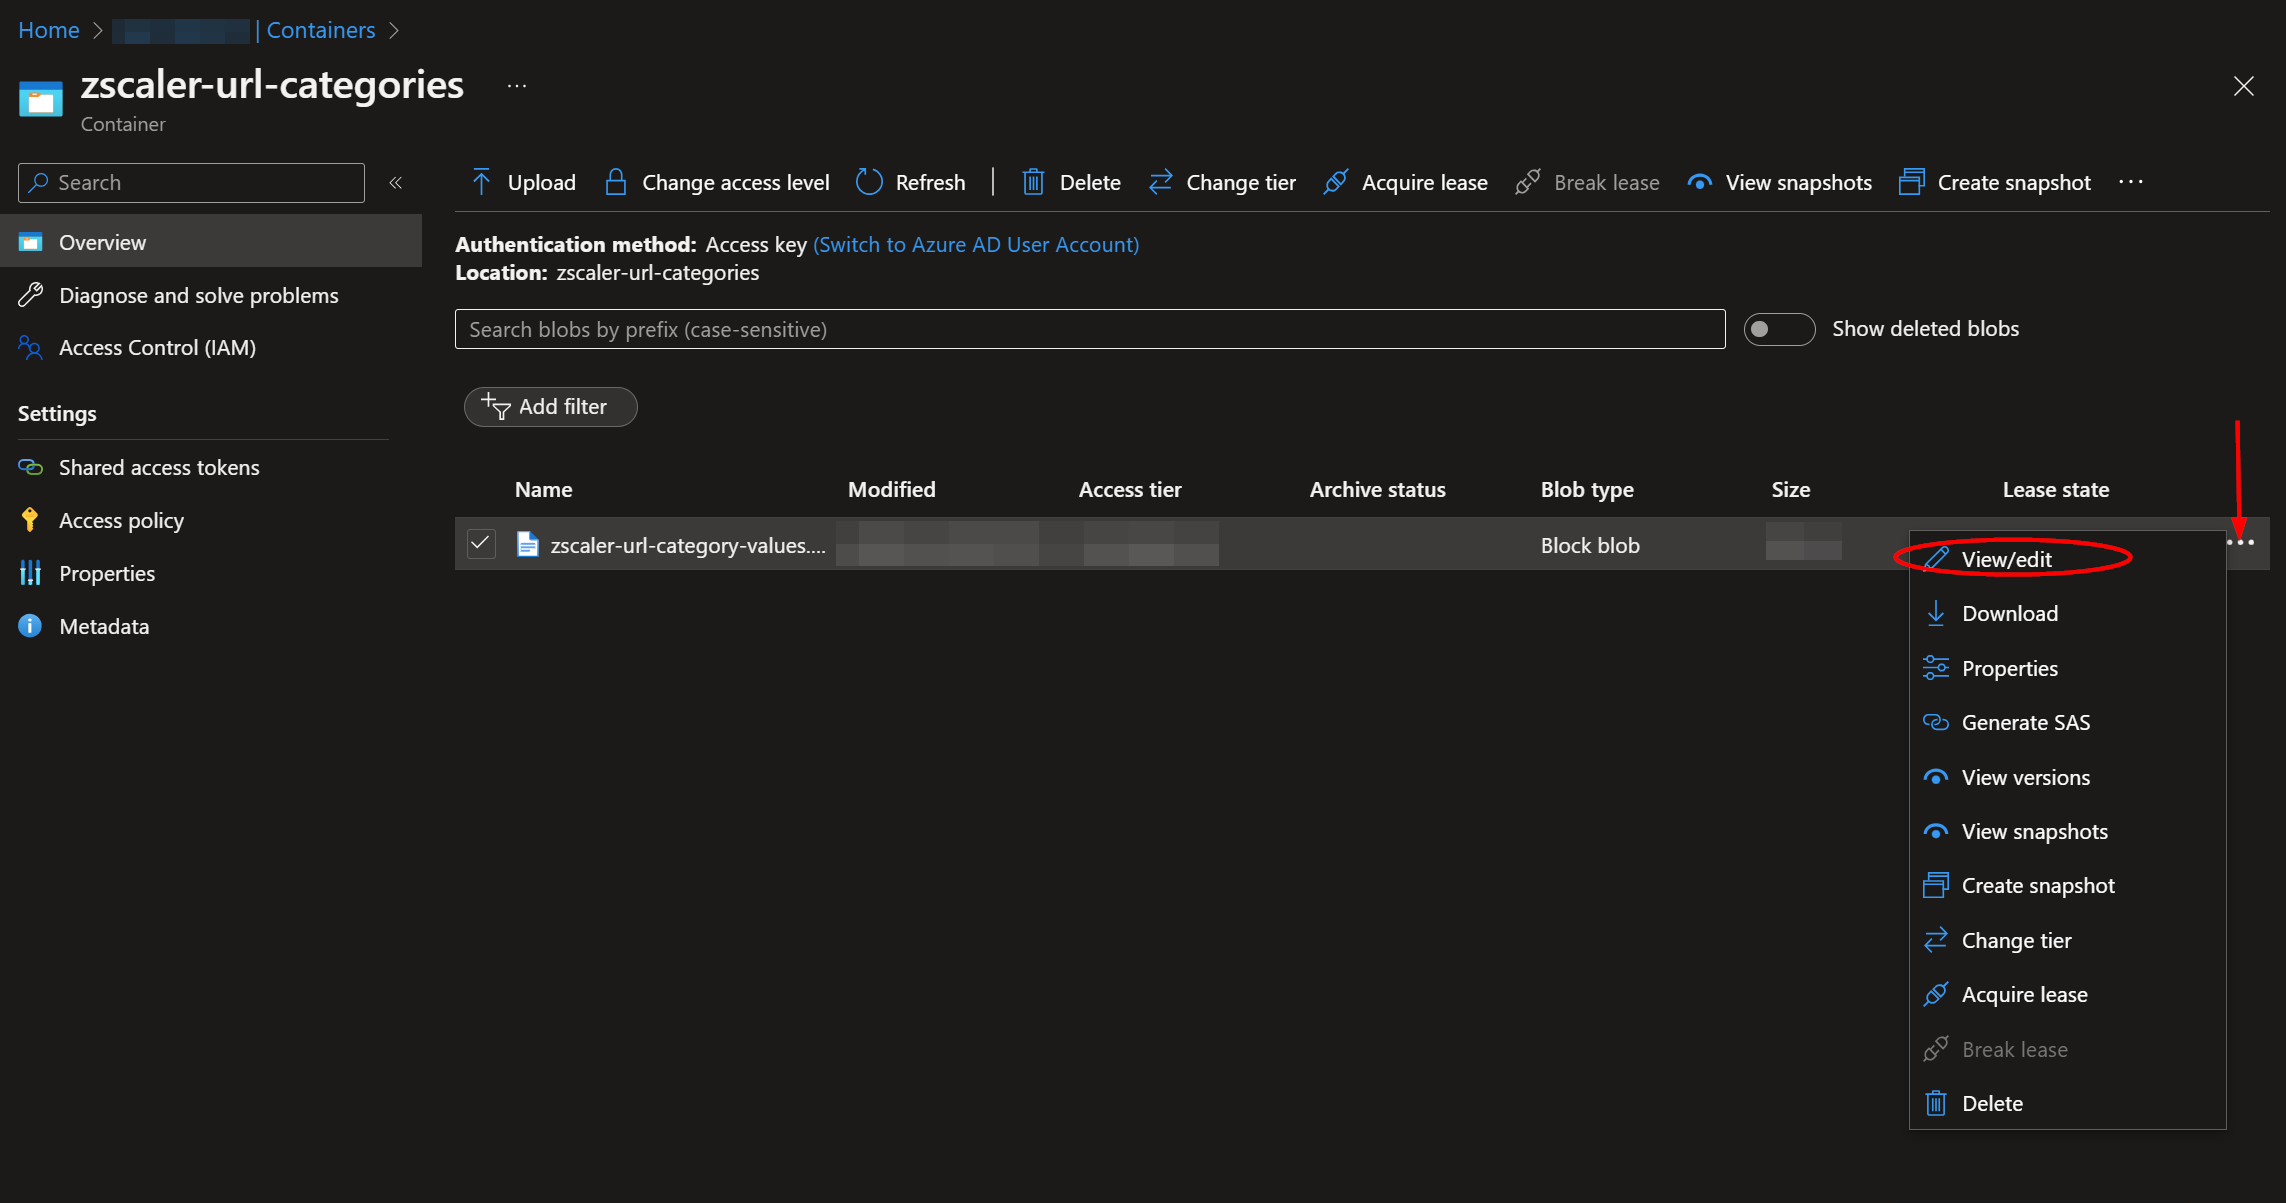 Home > | Containers >
zscaler-url-categories ...
Container
Search «
Upload Change access level Refresh | Delete Change tier Acquire lease Break lease View snapshots Create snapshot ...
Overview
Diagnose and solve problems
Access Control (IAM)
Settings
Shared access tokens
Access policy
Properties
Metadata
Authentication method: Access key (Switch to Azure AD User Account)
Location: zscaler-url-categories
Search blobs by prefix (case-sensitive) Show deleted blobs
Add filter
Name Modified Access tier Archive status Blob type Size Lease state
zscaler-url-category-values.... Block blob ...
View/edit
Download
Properties
Generate SAS
View versions
View snapshots
Create snapshot
Change tier
Acquire lease
Break lease
Delete